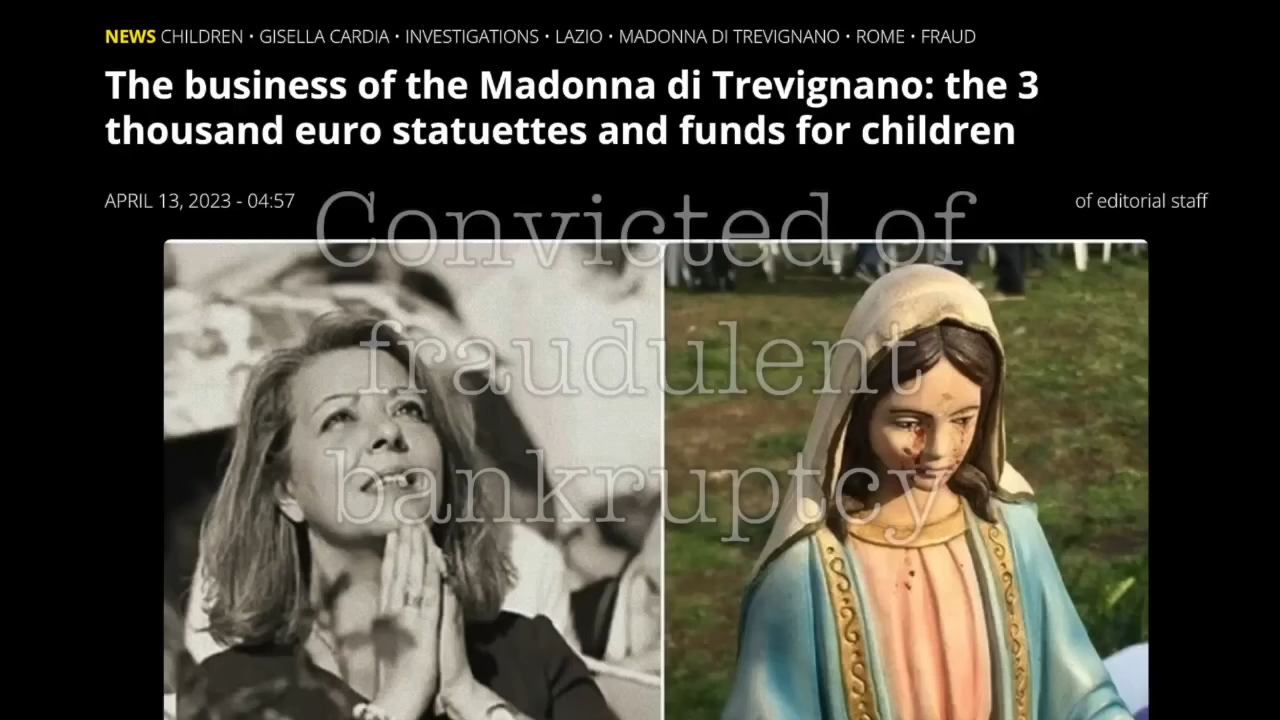 NEWS CHILDREN • GISELLA CARDIA • INVESTIGATIONS • LAZIO • MADONNA DI TREVIGNANO • ROME • FRAUD
The business of the Madonna di Trevignano: the 3
thousand euro statuettes and funds for children
APRIL 13, 2023 - 04:57 of editorial staff
Convicted of
fraudulent
bankruptcy